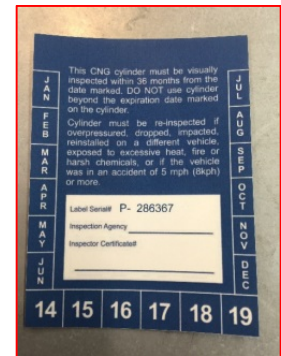 This CNG cylinder must be visually
inspected within 36 months from the
date marked. DO NOT use cylinder
beyond the expiration date marked
on the cylinder.
Cylinder must be re-inspected if
overpressured, dropped, impacted,
reinstalled on a different vehicle,
exposed to excessive heat, fire or
harsh chemicals, or if the vehicle
was in an accident of 5 mph (8kph)
or more.
Label Serial# P- 286367
Inspection Agency
Inspector Certificate#
JAN
FEB
MAR
APR
MAY
JUN
JUL
AUG
SEP
OCT
NOV
DEC
14 15 16 17 18 19